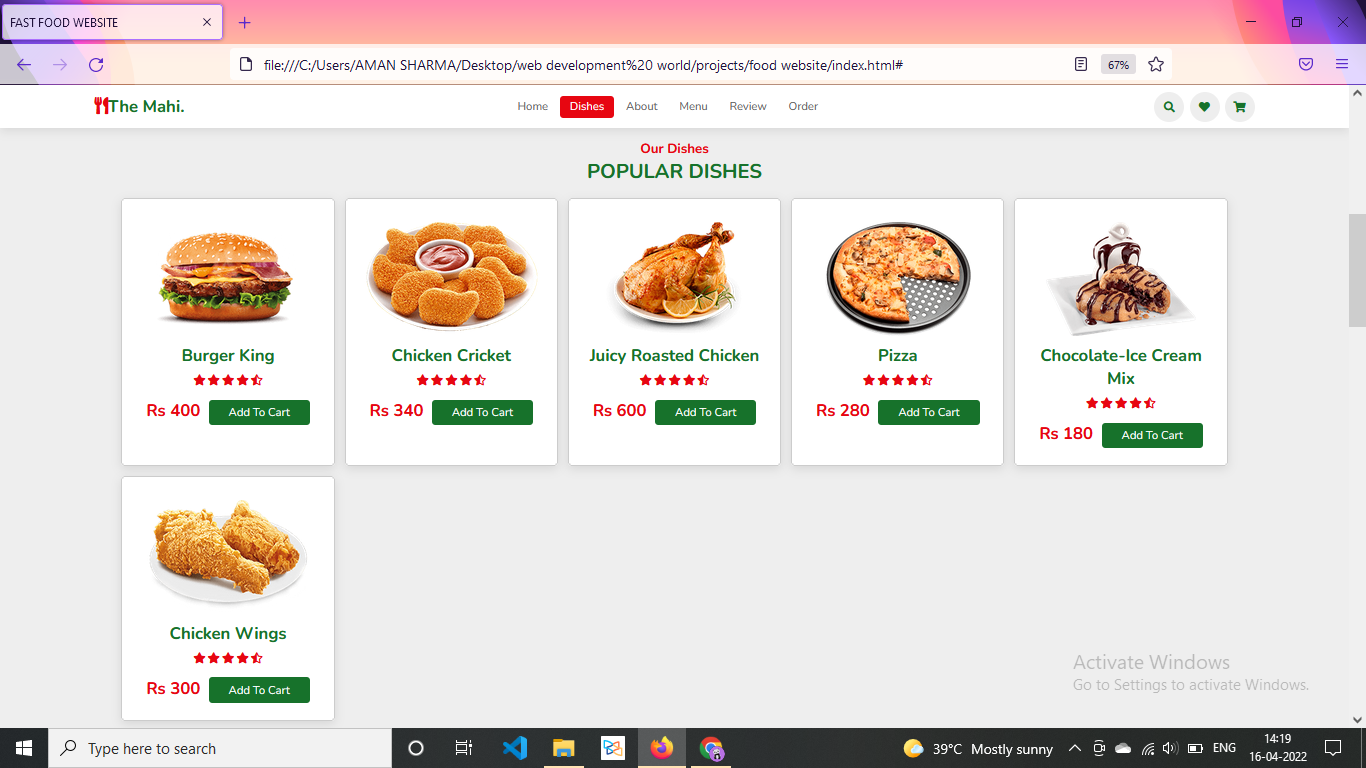 FAST FOOD WEBSITE
file:///C:/Users/AMAN SHARMA/Desktop/web development%20 world/projects/food website/index.html#
67%
The Mahi.
Home Dishes About Menu Review Order
Our Dishes
POPULAR DISHES
Burger King
Rs 400 Add To Cart
Chicken Cricket
Rs 340 Add To Cart
Juicy Roasted Chicken
Rs 600 Add To Cart
Pizza
Rs 280 Add To Cart
Chocolate-Ice Cream
Mix
Rs 180 Add To Cart
Chicken Wings
Rs 300 Add To Cart
Activate Windows
Go to Settings to activate Windows.
Type here to search
39°C Mostly sunny
ENG
14:19
16-04-2022